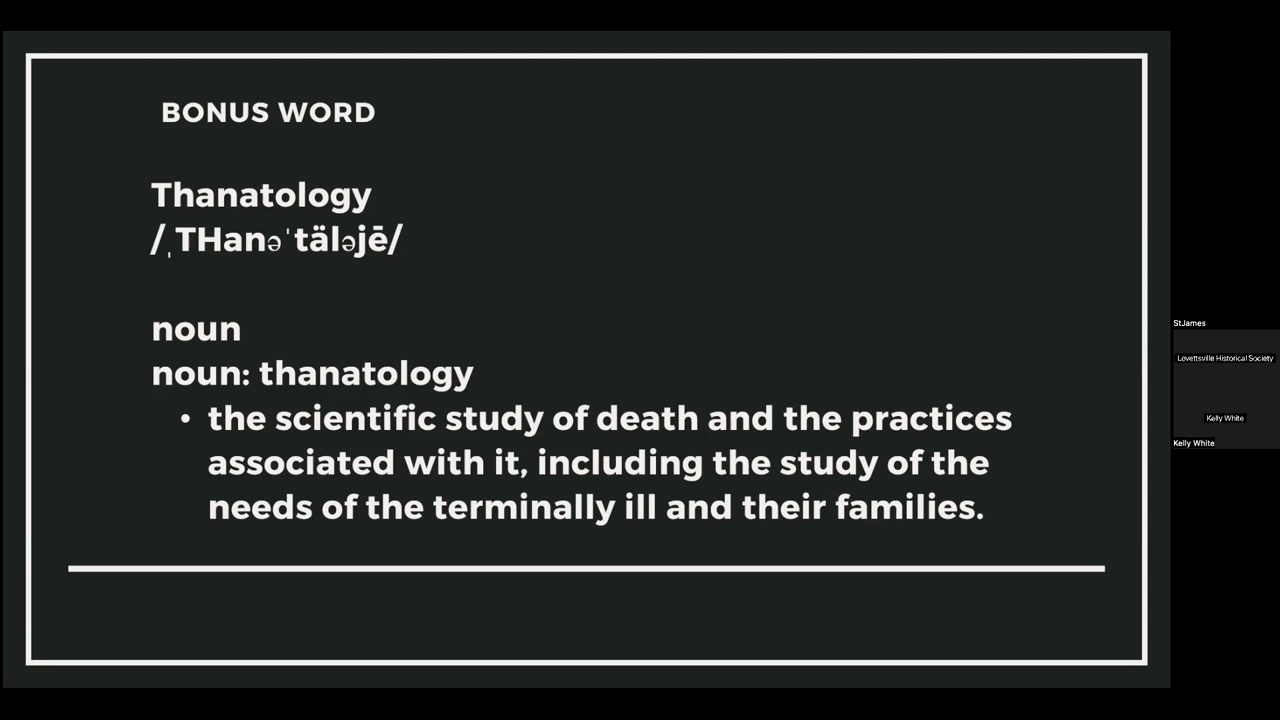 BONUS WORD
Thanatology
/ˌTHanəˈtäləjē/
noun
noun: thanatology
• the scientific study of death and the practices
associated with it, including the study of the
needs of the terminally ill and their families.
StJames
Lovettsville Historical Society
Kelly White
Kelly White